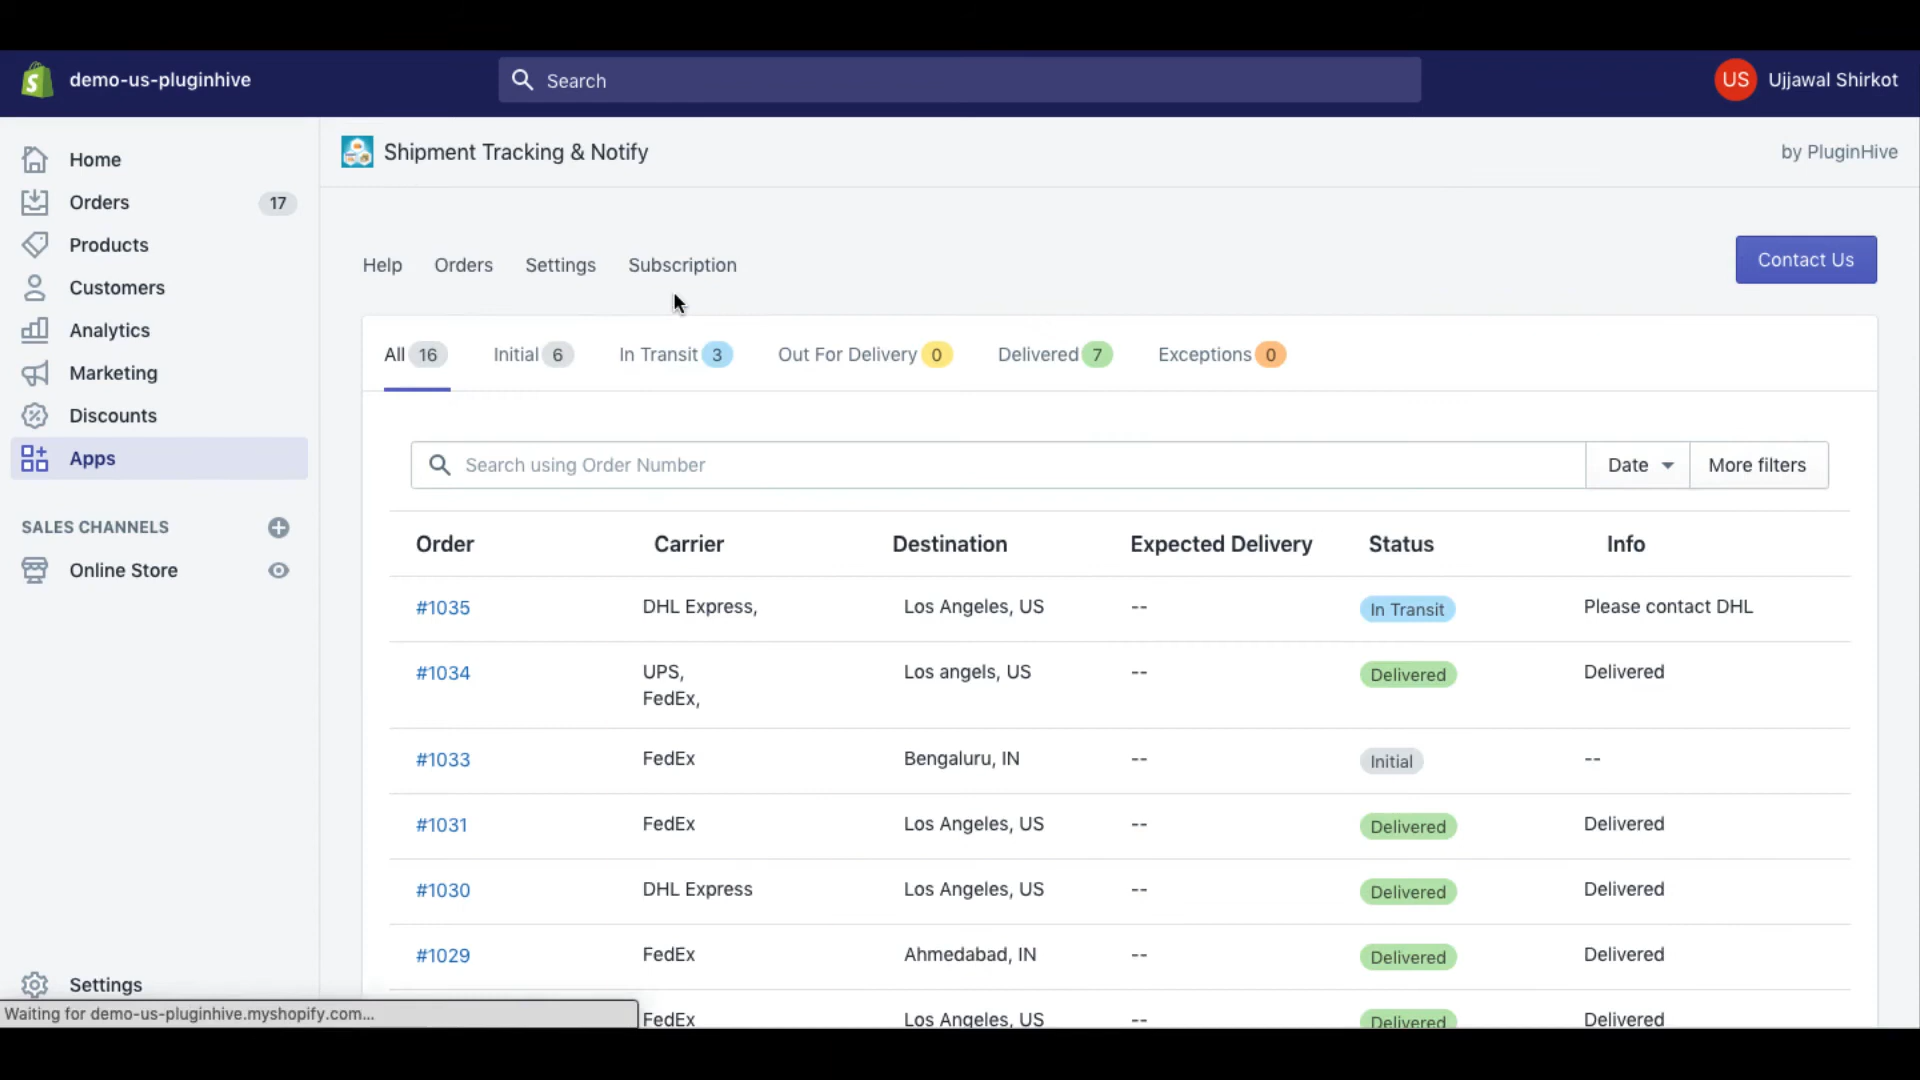 demo-us-pluginhive
Search
US Ujjawal Shirkot
Home
Orders 17
Products
Customers
Analytics
Marketing
Discounts
Apps
SALES CHANNELS
Online Store
Settings
Waiting for demo-us-pluginhive.myshopify.com...
Shipment Tracking & Notify
by PluginHive
Help Orders Settings Subscription
Contact Us
All 16 Initial 6 In Transit 3 Out For Delivery 0 Delivered 7 Exceptions 0
Search using Order Number Date More filters
Order Carrier Destination Expected Delivery Status Info
#1035 DHL Express, Los Angeles, US -- In Transit Please contact DHL
#1034 UPS, Los angels, US -- Delivered Delivered
FedEx,
#1033 FedEx Bengaluru, IN -- Initial --
#1031 FedEx Los Angeles, US -- Delivered Delivered
#1030 DHL Express Los Angeles, US -- Delivered Delivered
#1029 FedEx Ahmedabad, IN -- Delivered Delivered
FedEx Los Angeles, US -- Delivered Delivered